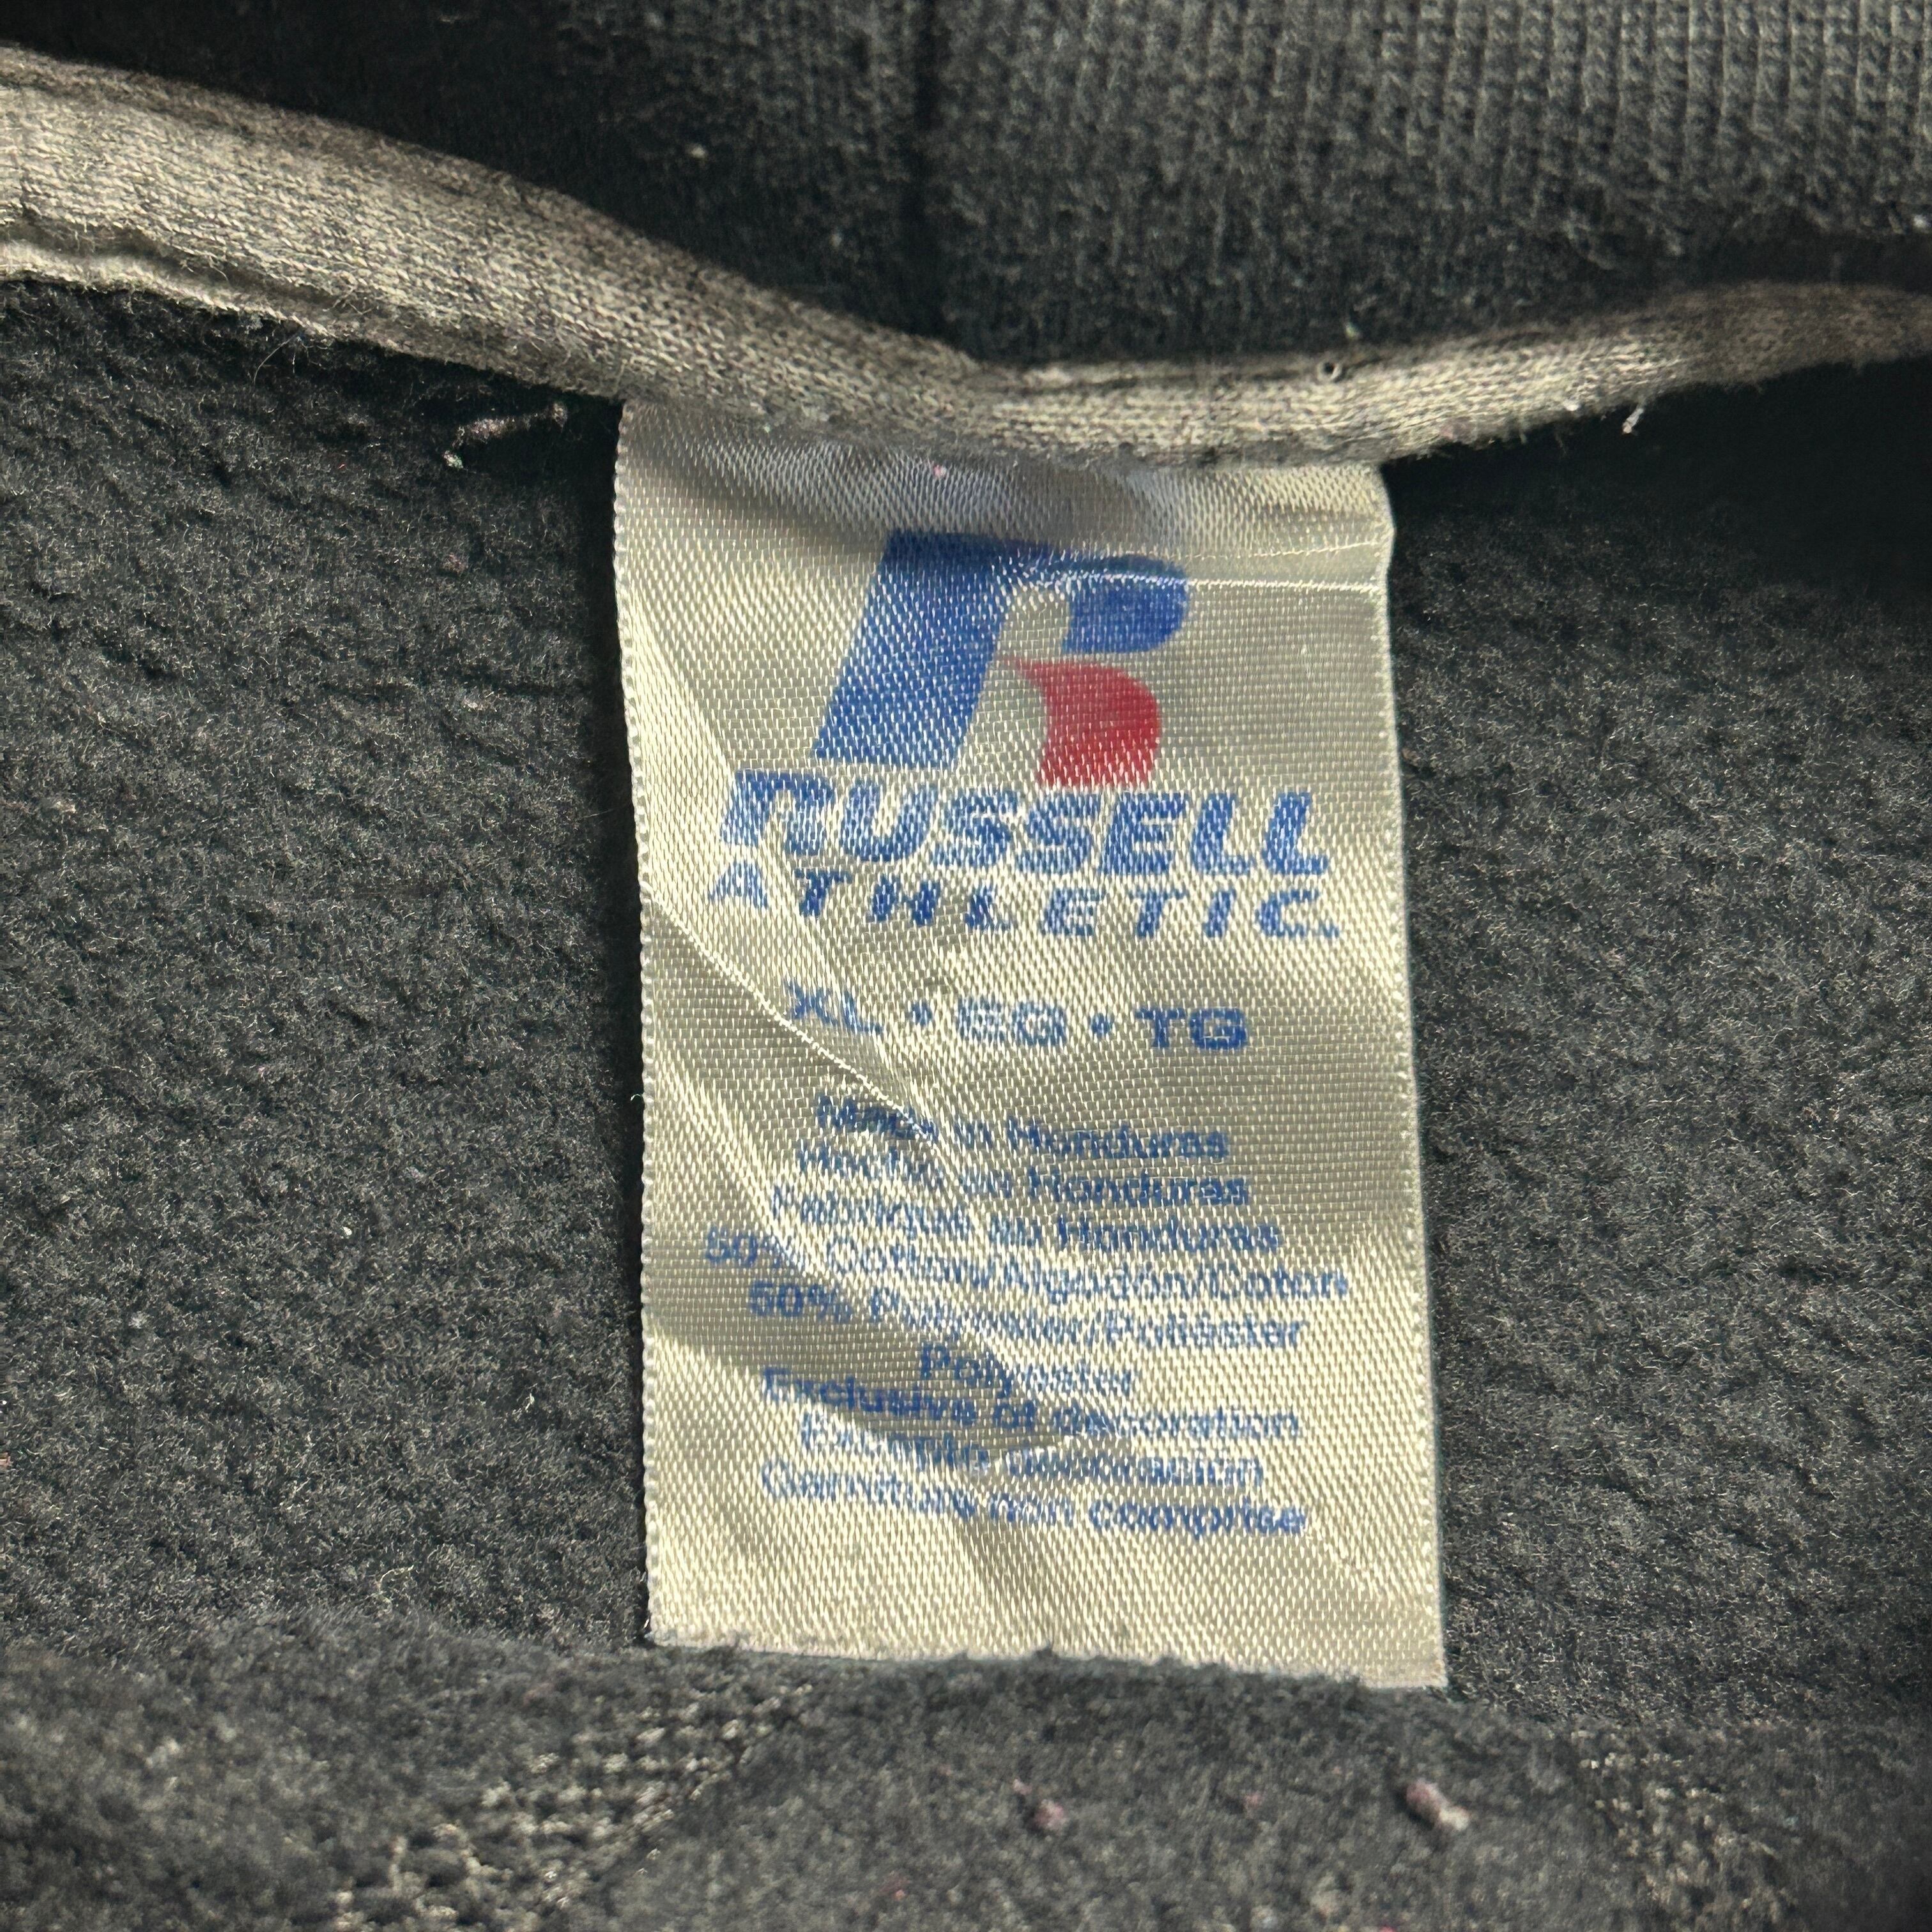 R
RUSSELL
ATHLETIC®
XL • EG • TG
Made in Honduras
Hecho en Honduras
Fabriqué au Honduras
50% Cotton/Algodón/Coton
50% Polyester/Poliéster
Polyester
Exclusive of decoration
Excepto decoración
Garniture non comprise